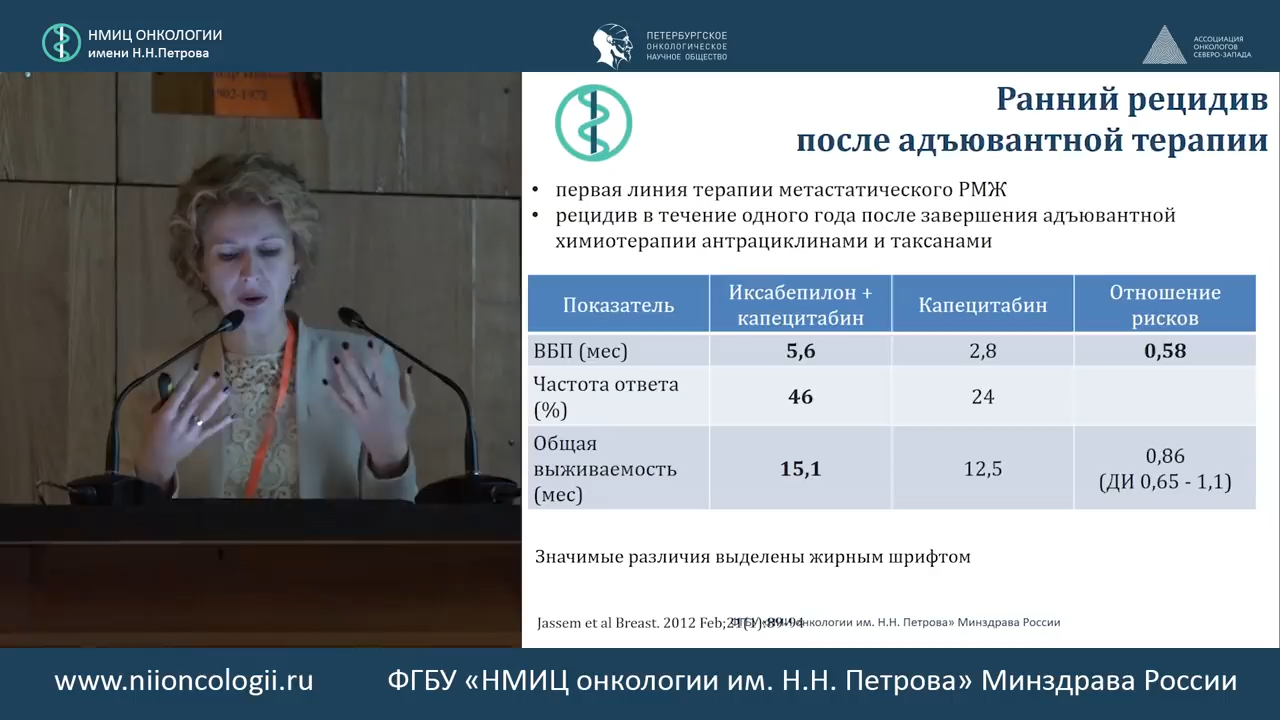 НМИЦ ОНКОЛОГИИ
имени Н.Н.Петрова
ПЕТЕРБУРГСКОЕ
ОНКОЛОГИЧЕСКОЕ
НАУЧНОЕ ОБЩЕСТВО
АССОЦИАЦИЯ
ОНКОЛОГОВ
СЕВЕРО-ЗАПАДА
902-1972
Ранний рецидив
после адъювантной терапии
• первая линия терапии метастатического РМЖ
• рецидив в течение одного года после завершения адъювантной
химиотерапии антрациклинами и таксанами
Показатель
Иксабепилон +
капецитабин
Капецитабин
Отношение
рисков
ВБП (мес)
5,6
2,8
0,58
Частота ответа
(%)
46
24
Общая
выживаемость
(мес)
15,1
12,5
0,86
(ДИ 0,65 - 1,1)
Значимые различия выделены жирным шрифтом
Jassem et al Breast. 2012 Feb;
онкологии им. Н.Н. Петрова» Минздрава России
www.niioncologii.ru
ФГБУ «НМИЦ онкологии им. Н.Н. Петрова» Минздрава России